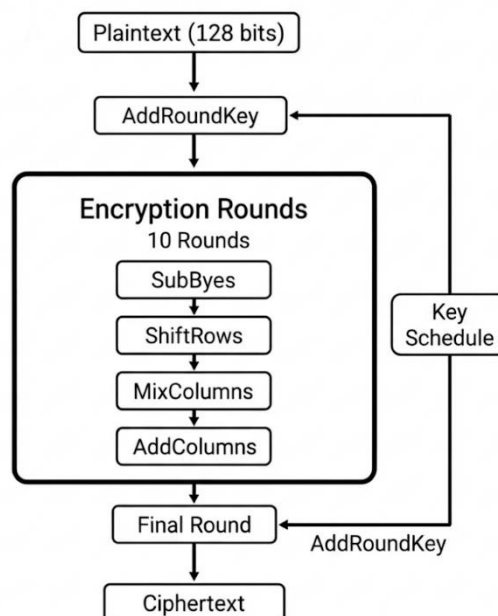 Plaintext (128 bits)
AddRoundKey
Encryption Rounds
10 Rounds
SubByes
ShiftRows
MixColumns
AddColumns
Key
Schedule
Final Round
AddRoundKey
Ciphertext